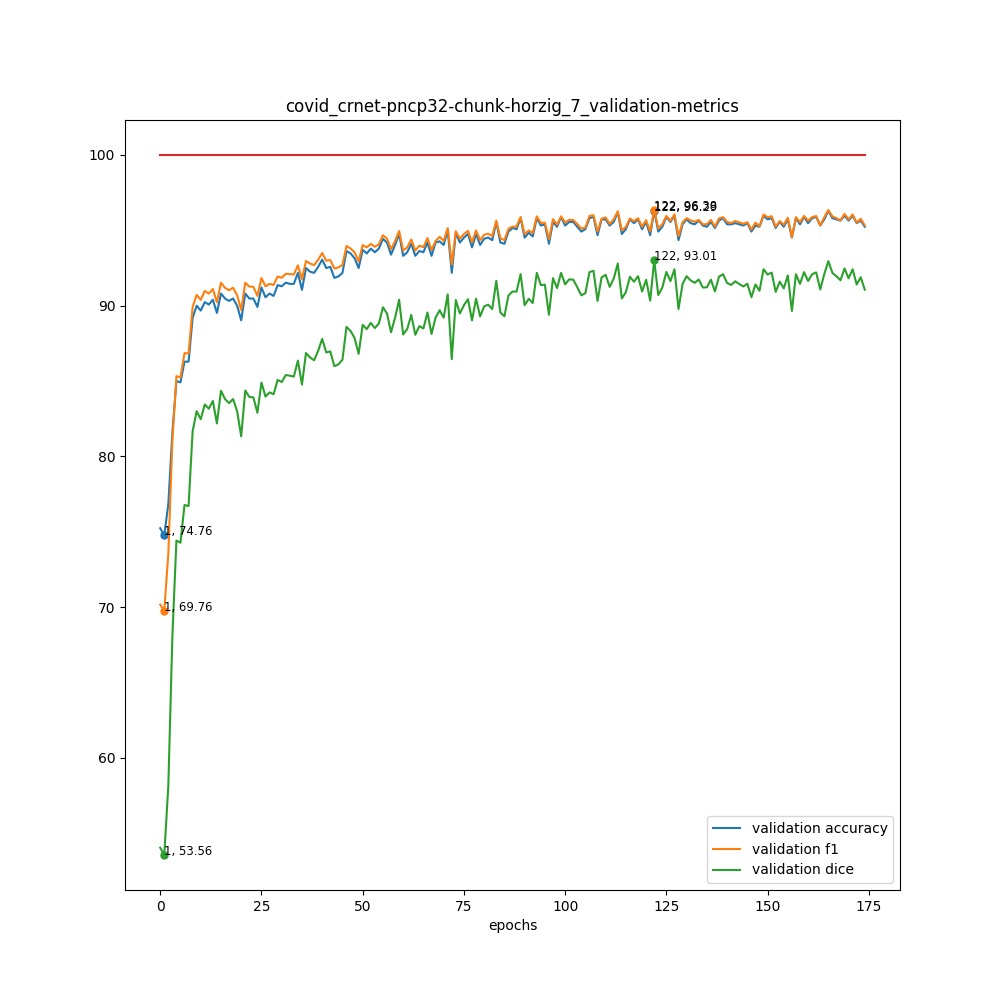 covid_crnet-pncp32-chunk-horzig_7_validation-metrics
100
90
80
70
60
122, 93.01
1, 74.76
1, 69.76
1, 53.56
validation accuracy
validation f1
validation dice
0 25 50 75 100 125 150 175
epochs